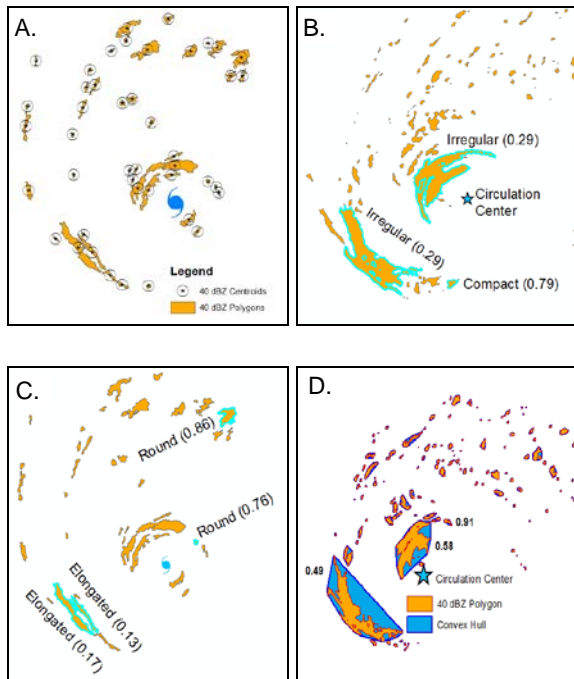 A.
Legend
40 dBZ Centroids
40 dBZ Polygons
B.
Irregular (0.29)
Circulation
Center
Irregular (0.29)
Compact (0.79)
C.
Round (0.86)
Round (0.76)
Elongated (0.13)
Elongated (0.17)
D.
0.91
0.58
0.49
Circulation Center
40 dBZ Polygon
Convex Hull